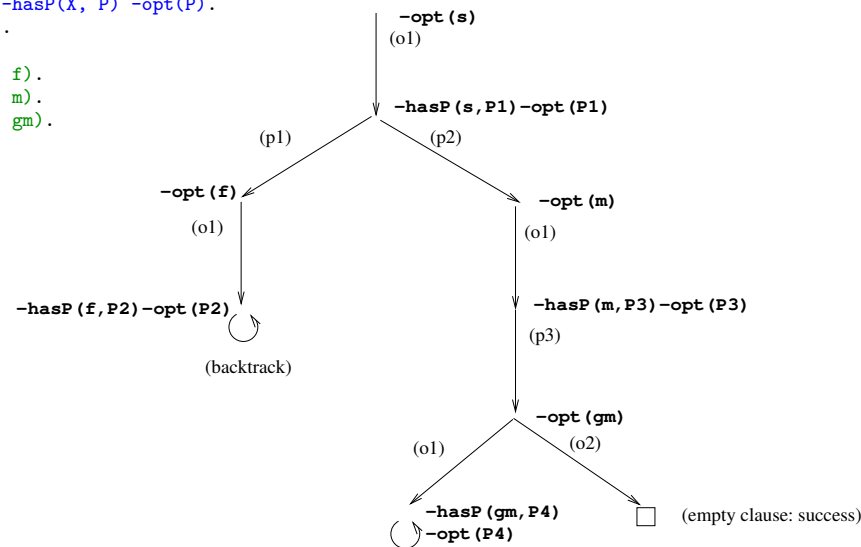 -hasP(X, P) -opt(P).
.
f).
m).
gm).
-opt(s)
(o1)
-hasP(s,P1)-opt(P1)
(p1)
(p2)
-opt(f)
-opt(m)
(o1)
(o1)
-hasP(f,P2)-opt(P2)
-hasP(m,P3)-opt(P3)
(p3)
(backtrack)
-opt(gm)
(o1)
(o2)
-hasP(gm,P4)
-opt(P4)
(empty clause: success)